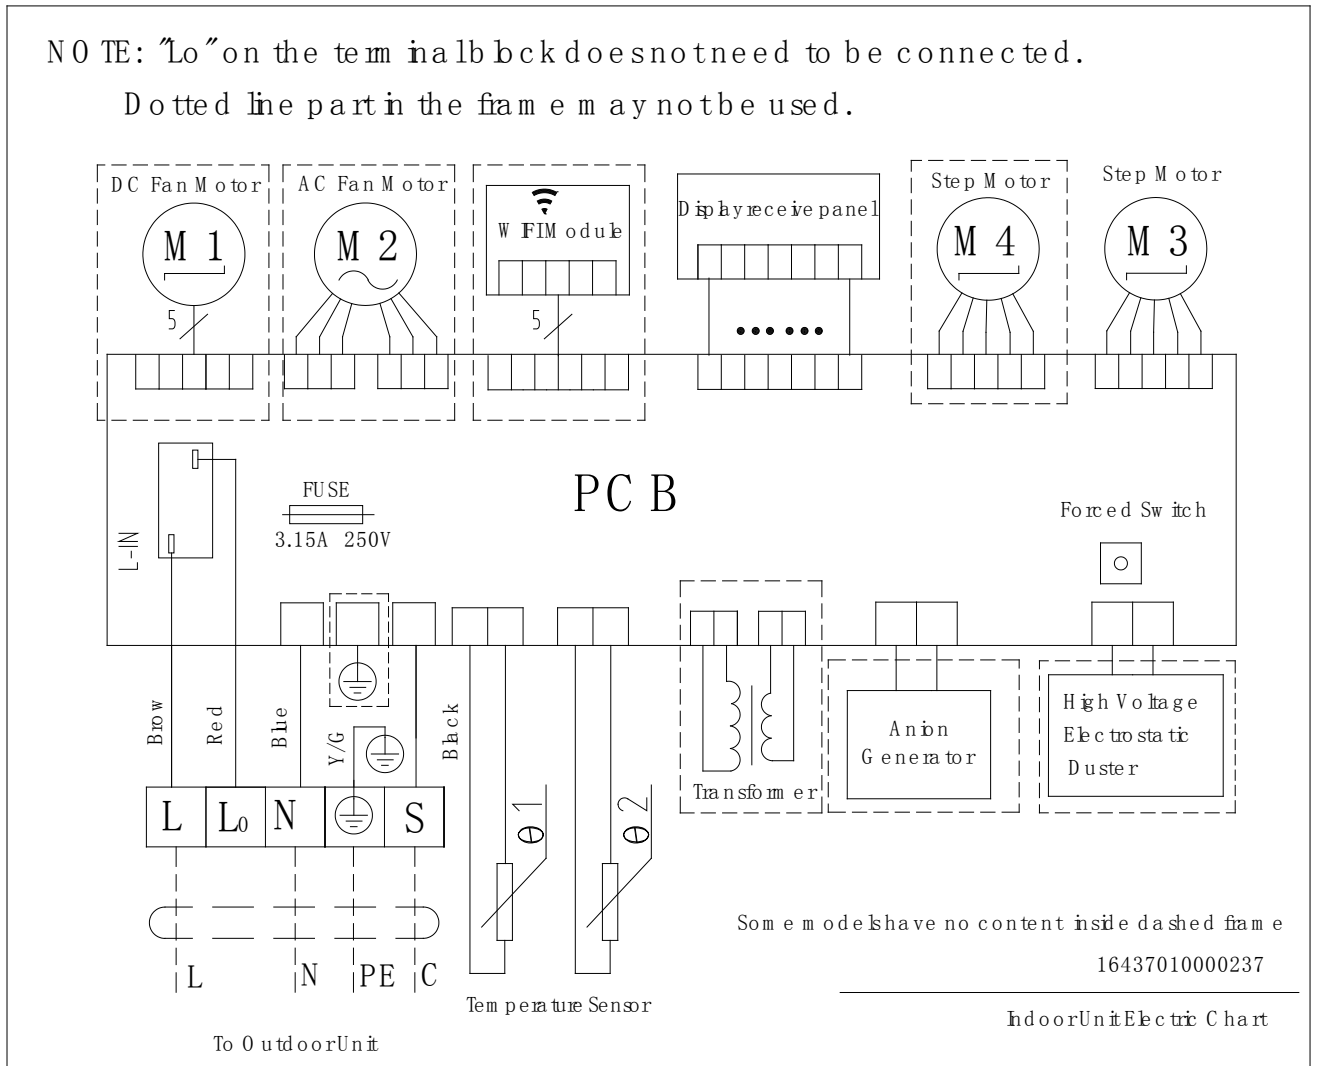 NOTE: "Lo" on the terminal block does not need to be connected.
Dotted line part in the frame may not be used.
DC Fan Motor
AC Fan Motor
Step Motor
Step Motor
M1
M2
WIFI Module
Display receive panel
M4
M3
5
5
FUSE
3.15A 250V
PCB
Forced Switch
L-IN
Brow
Red
Blue
Y/G
Black
High Voltage
Electrostatic
Duster
Anion
Generator
Transformer
L
L0
N
S
θ1
θ2
Some models have no content inside dashed frame
16437010000237
L
N
PE
C
Temperature Sensor
Indoor Unit Electric Chart
To Outdoor Unit